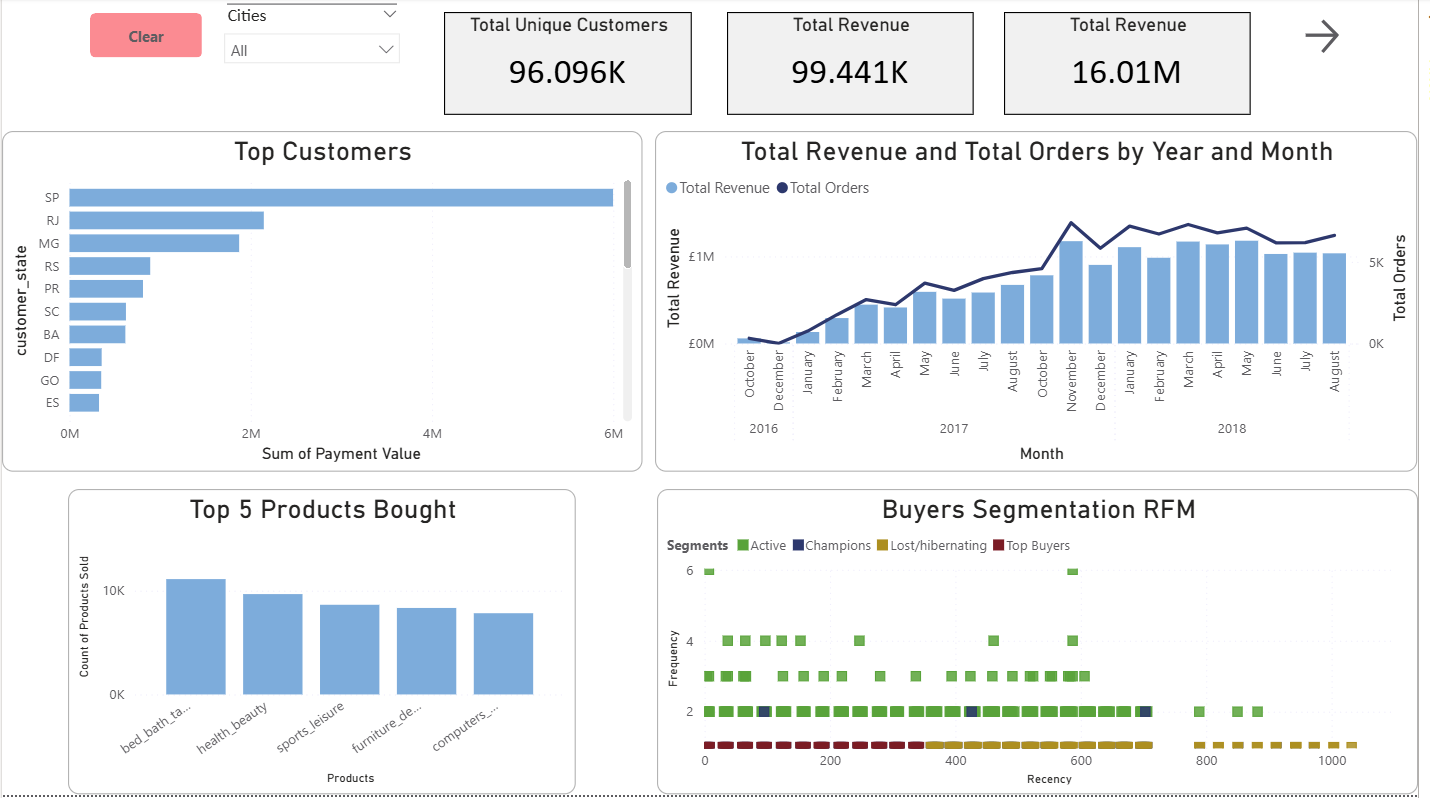 Clear
Cities
All
Total Unique Customers
96.096K
Total Revenue
99.441K
Total Revenue
16.01M
Top Customers
customer_state
SP
RJ
MG
RS
PR
SC
BA
DF
GO
ES
0M 2M 4M 6M
Sum of Payment Value
Total Revenue and Total Orders by Year and Month
Total Revenue Total Orders
Total Revenue
£1M
£0M
5K
0K
Total Orders
October December January February March April May June July August October November December January February March April May June July August
2016 2017 2018
Month
Top 5 Products Bought
Count of Products Sold
10K
0K
bed_bath_ta... health_beauty sports_leisure furniture_de... computers_...
Products
Buyers Segmentation RFM
Segments Active Champions Lost/hibernating Top Buyers
Frequency
6
4
2
0 200 400 600 800 1000
Recency